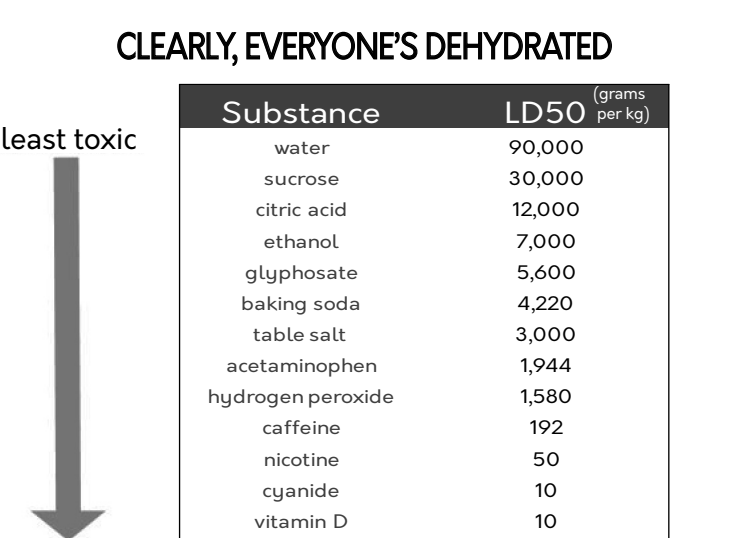 CLEARLY, EVERYONE'S DEHYDRATED
least toxic
Substance LD50 (grams per kg)
water 90,000
sucrose 30,000
citric acid 12,000
ethanol 7,000
glyphosate 5,600
baking soda 4,220
table salt 3,000
acetaminophen 1,944
hydrogen peroxide 1,580
caffeine 192
nicotine 50
cyanide 10
vitamin D 10